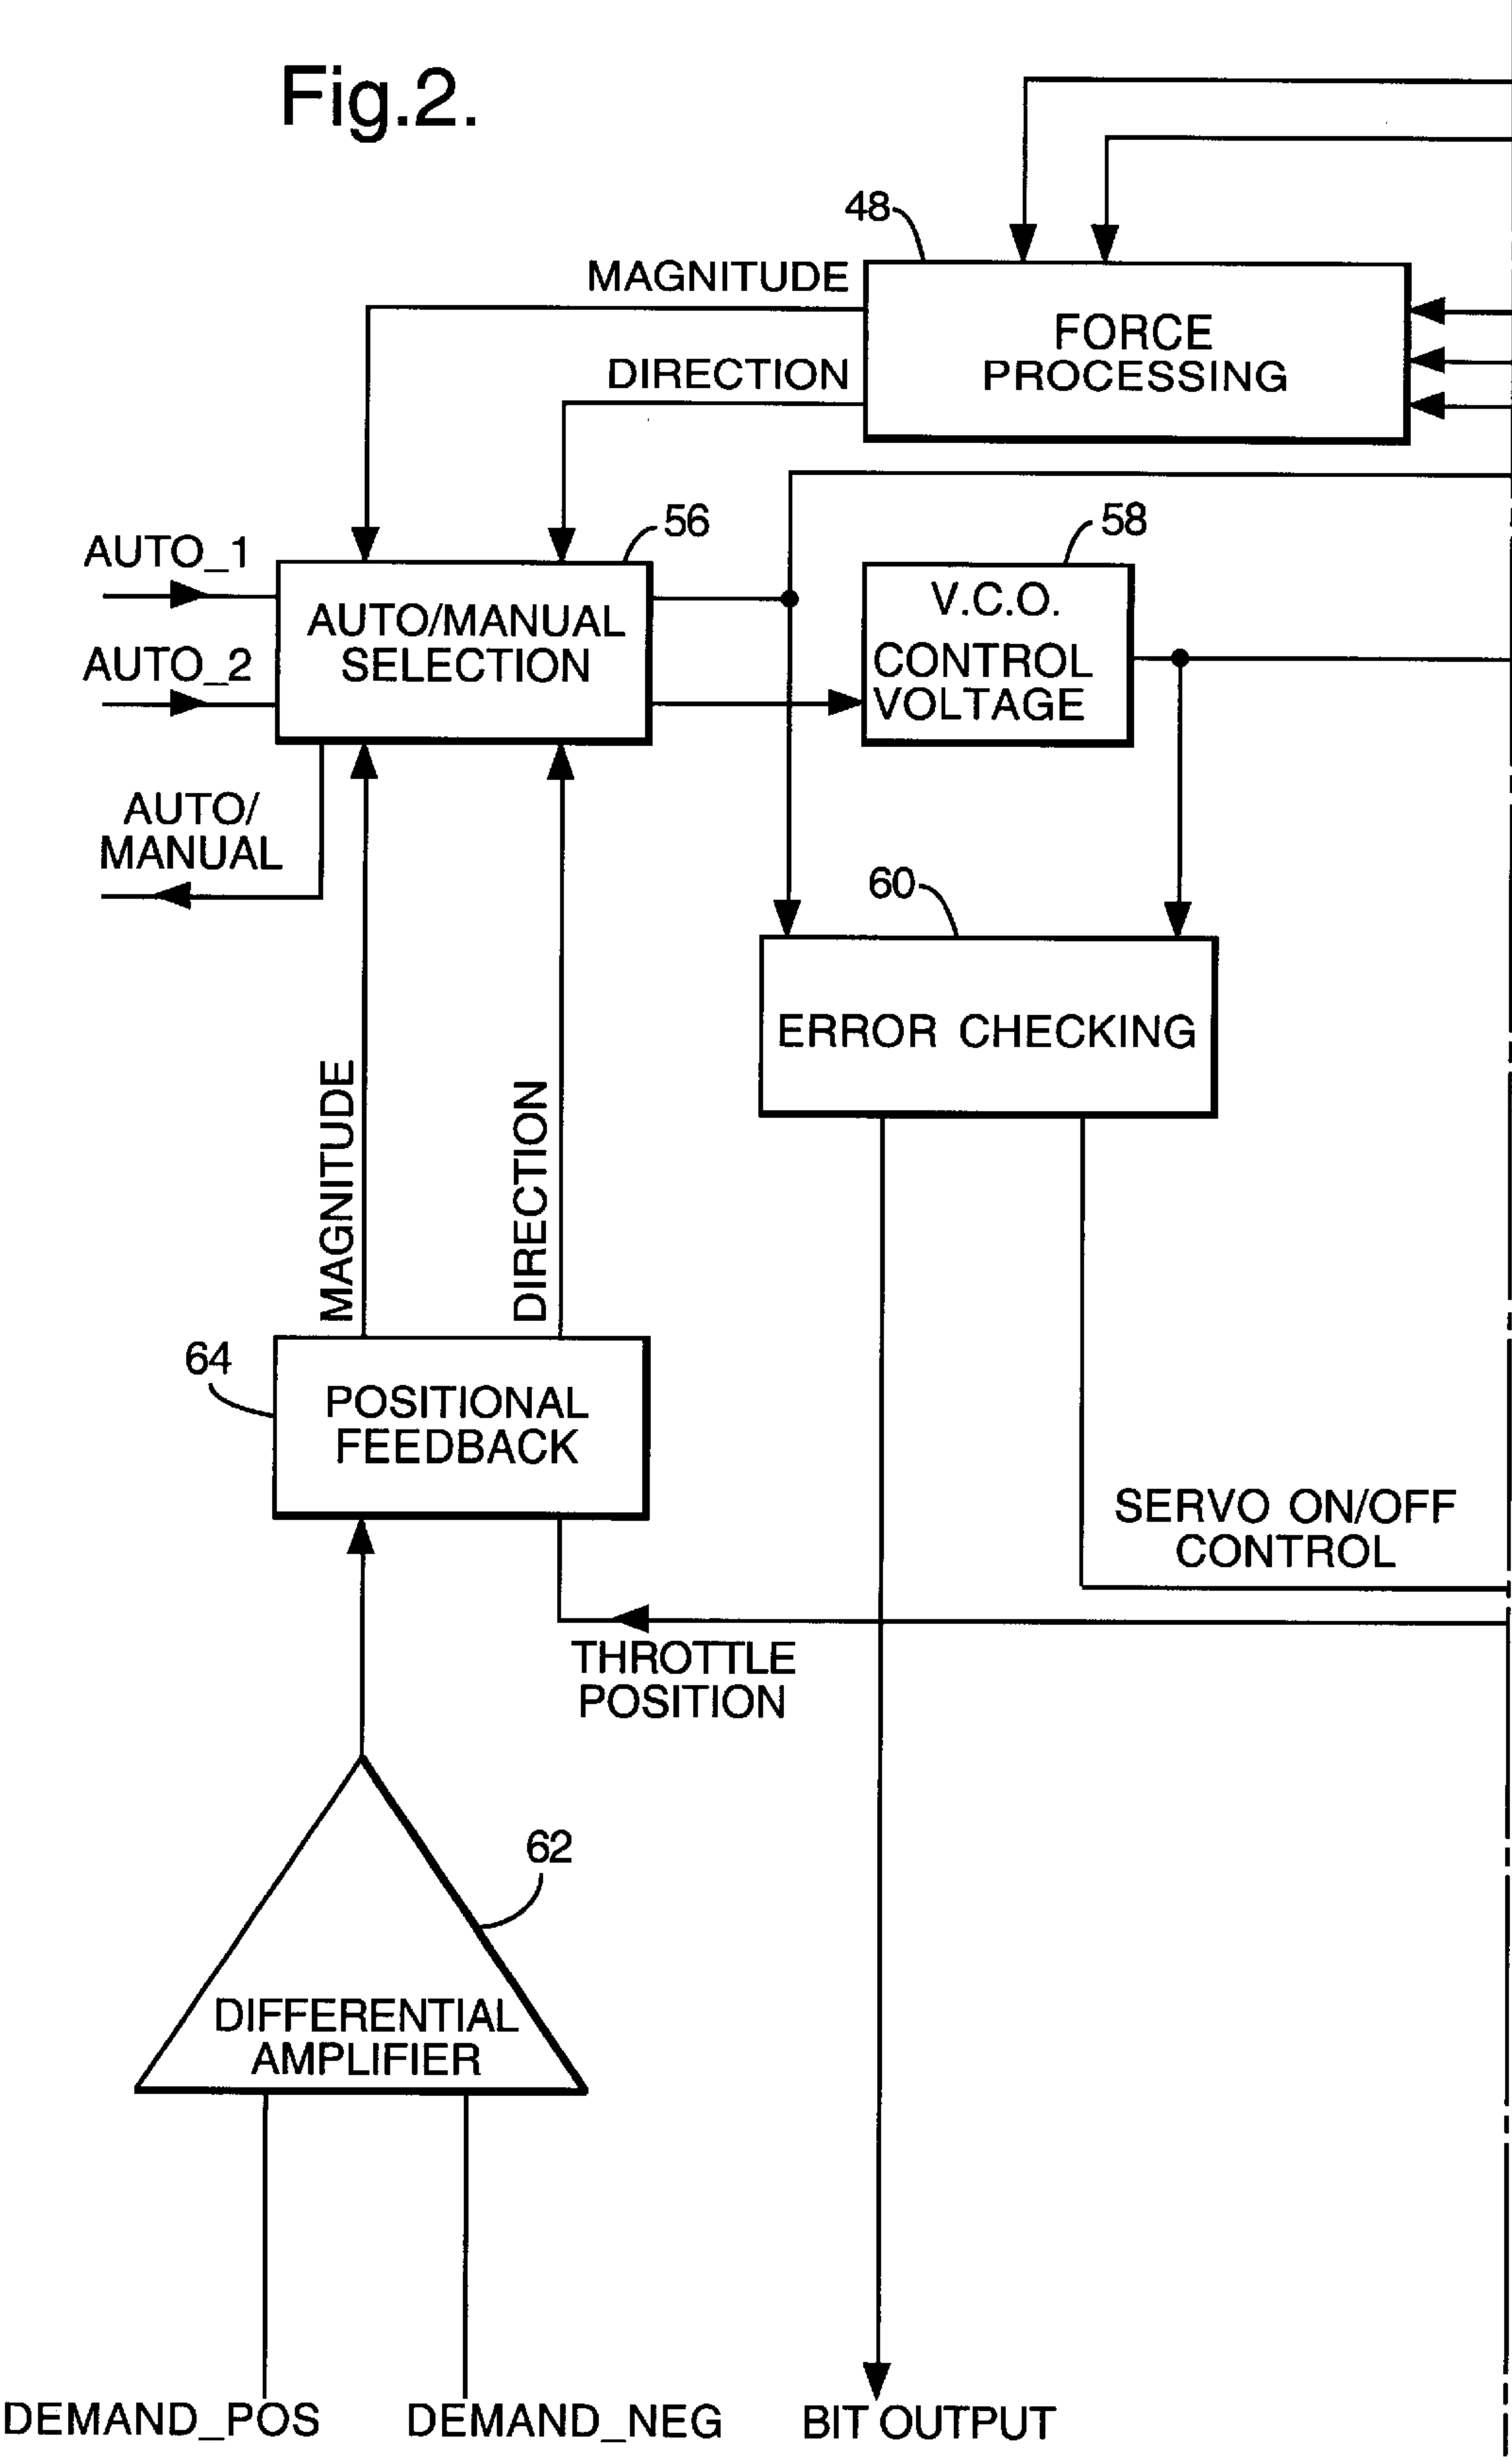 Fig.2.
48
MAGNITUDE
FORCE
PROCESSING
DIRECTION
56
58
AUTO_1
AUTO/MANUAL
SELECTION
V.C.O.
CONTROL
VOLTAGE
AUTO_2
AUTO/
MANUAL
60
ERROR CHECKING
MAGNITUDE
DIRECTION
64
POSITIONAL
FEEDBACK
SERVO ON/OFF
CONTROL
THROTTLE
POSITION
62
DIFFERENTIAL
AMPLIFIER
DEMAND_POS
DEMAND_NEG
BIT OUTPUT